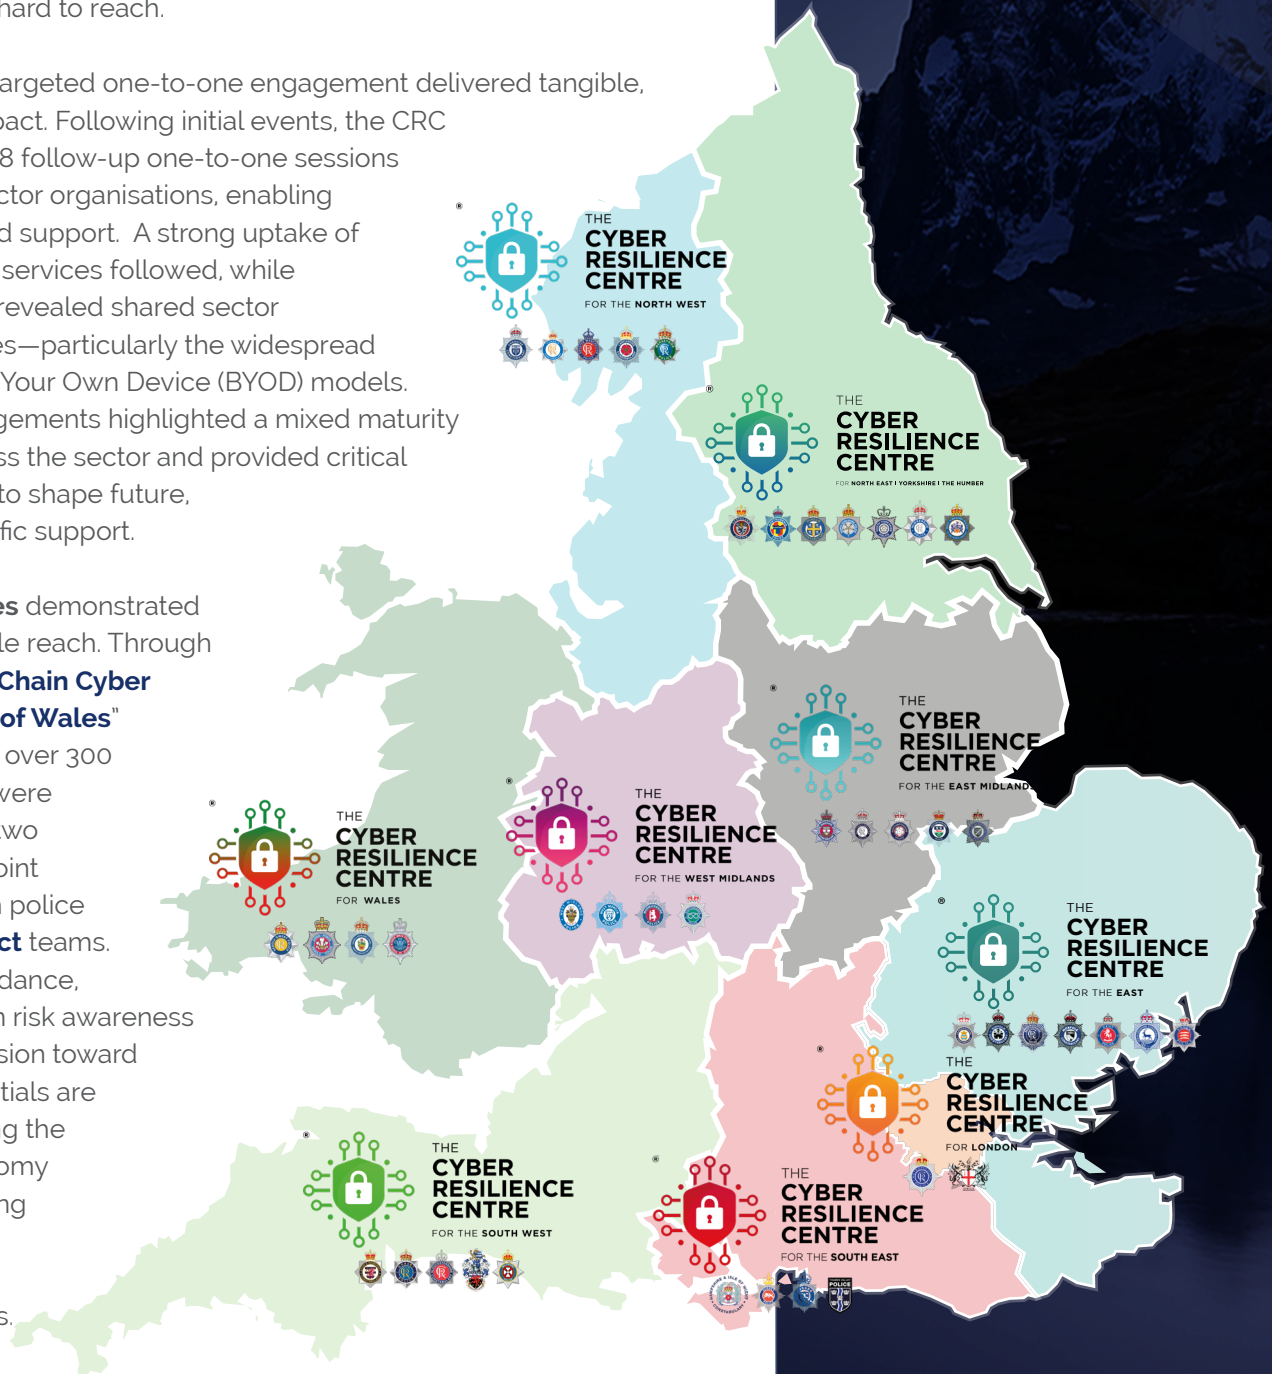 hard to reach.
argeted one-to-one engagement delivered tangible,
pact. Following initial events, the CRC
8 follow-up one-to-one sessions
ctor organisations, enabling
d support. A strong uptake of
services followed, while
revealed shared sector
es—particularly the widespread
Your Own Device (BYOD) models.
gements highlighted a mixed maturity
ss the sector and provided critical
to shape future,
fic support.
es demonstrated
le reach. Through
Chain Cyber
of Wales”
over 300
were
two
oint
n police
ct teams.
dance,
n risk awareness
sion toward
tials are
ng the
omy
ng
s.
®
THE
CYBER
RESILIENCE
CENTRE
FOR THE NORTH WEST
®
THE
CYBER
RESILIENCE
CENTRE
FOR NORTH EAST | YORKSHIRE | THE HUMBER
®
THE
CYBER
RESILIENCE
CENTRE
FOR THE EAST MIDLANDS
®
THE
CYBER
RESILIENCE
CENTRE
FOR THE WEST MIDLANDS
®
THE
CYBER
RESILIENCE
CENTRE
FOR WALES
®
THE
CYBER
RESILIENCE
CENTRE
FOR THE EAST
®
THE
CYBER
RESILIENCE
CENTRE
FOR LONDON
®
THE
CYBER
RESILIENCE
CENTRE
FOR THE SOUTH WEST
®
THE
CYBER
RESILIENCE
CENTRE
FOR THE SOUTH EAST
POLICE